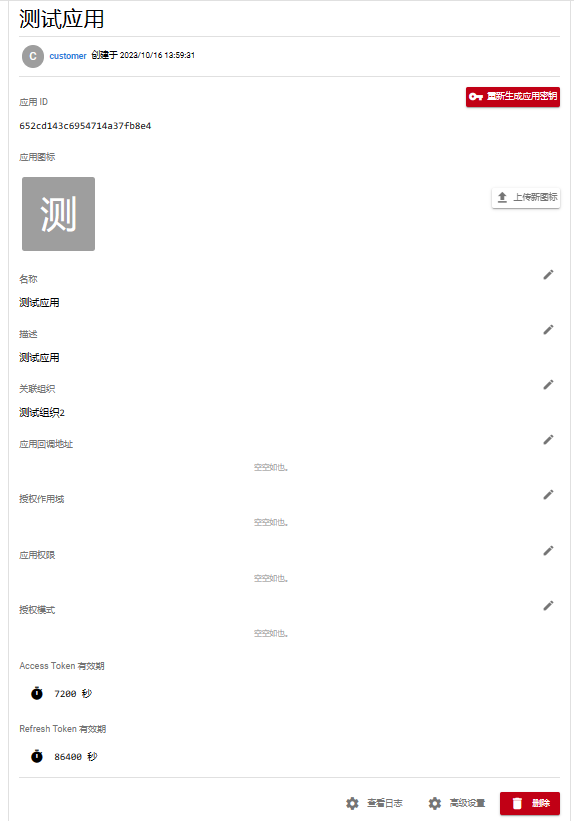 测试应用
C customer 创建于 2023/10/16 13:59:31
应用 ID
重新生成应用密钥
652cd143c6954714a37fb8e4
应用图标
测
上传新图标
名称
测试应用
描述
测试应用
关联组织
测试组织2
应用回调地址
空空如也。
授权作用域
空空如也。
应用权限
空空如也。
授权模式
空空如也。
Access Token 有效期
7200 秒
Refresh Token 有效期
86400 秒
查看日志 高级设置 删除